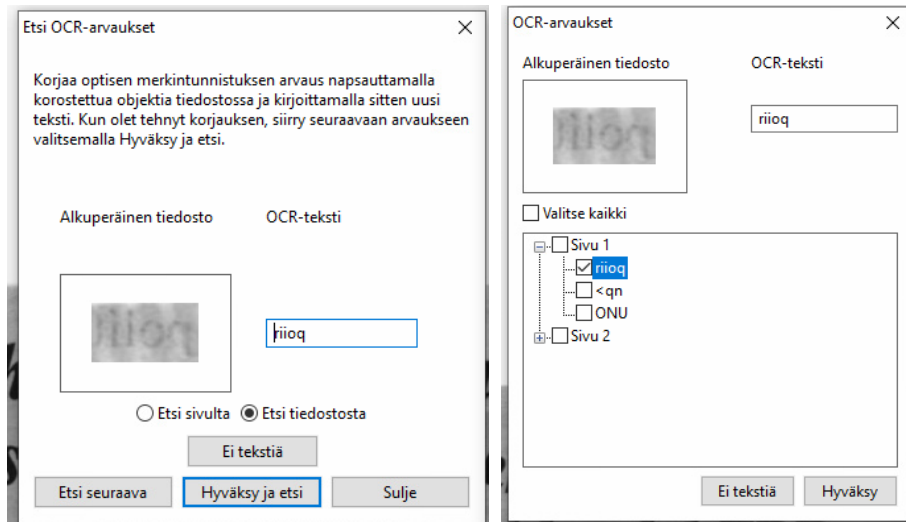 Etsi OCR-arvaukset
Korjaa optisen merkintunnistuksen arvaus napsauttamalla
korostettua objektia tiedostossa ja kirjoittamalla sitten uusi
teksti. Kun olet tehnyt korjauksen, siirry seuraavaan arvaukseen
valitsemalla Hyväksy ja etsi.
Alkuperäinen tiedosto
OCR-teksti
riioq
Etsi sivulta
Etsi tiedostosta
Ei tekstiä
Etsi seuraava
Hyväksy ja etsi
Sulje
OCR-arvaukset
Alkuperäinen tiedosto
OCR-teksti
riioq
Valitse kaikki
Sivu 1
riioq
<qn
ONU
Sivu 2
Ei tekstiä
Hyväksy